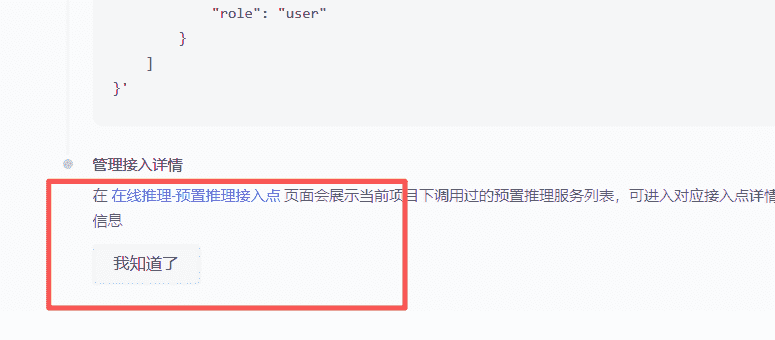 "role": "user"
}
]
}'
管理接入详情
在 在线推理-预置推理接入点 页面会展示当前项目下调用过的预置推理服务列表，可进入对应接入点详情
信息
我知道了